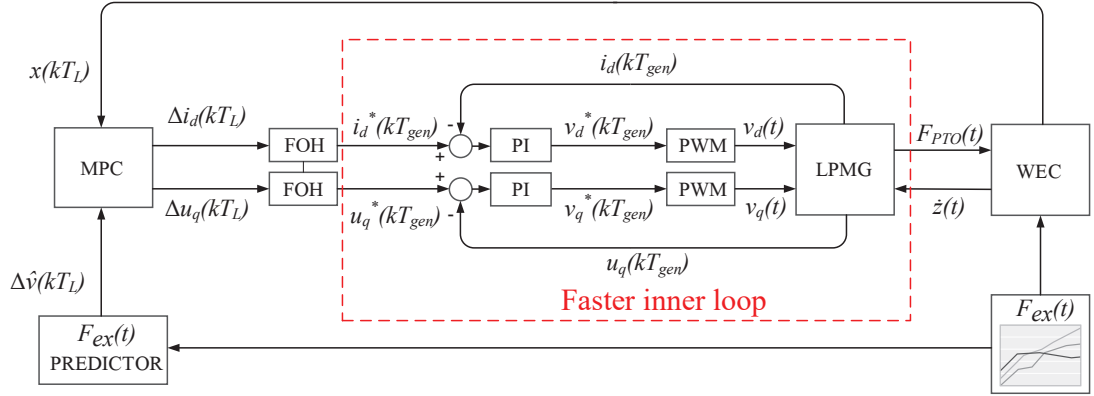 i_d(kT_gen)
x(kT_L)
Δi_d(kT_L)
i_d^*(kT_gen)
-
v_d^*(kT_gen)
v_d(t)
FOH
PI
PWM
F_PTO(t)
+
MPC
LPMG
WEC
+
FOH
PI
PWM
Δu_q(kT_L)
u_q^*(kT_gen)
-
v_q^*(kT_gen)
v_q(t)
ż(t)
u_q(kT_gen)
Δv̂(kT_L)
Faster inner loop
F_ex(t)
F_ex(t)
PREDICTOR